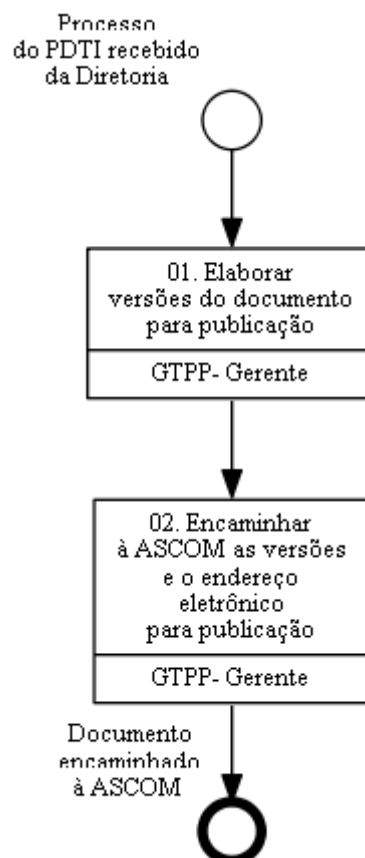 Processo
do PDTI recebido
da Diretoria
01. Elaborar
versões do documento
para publicação
GTPP- Gerente
02. Encaminhar
à ASCOM as versões
e o endereço
eletrônico
para publicação
GTPP- Gerente
Documento
encaminhado
à ASCOM